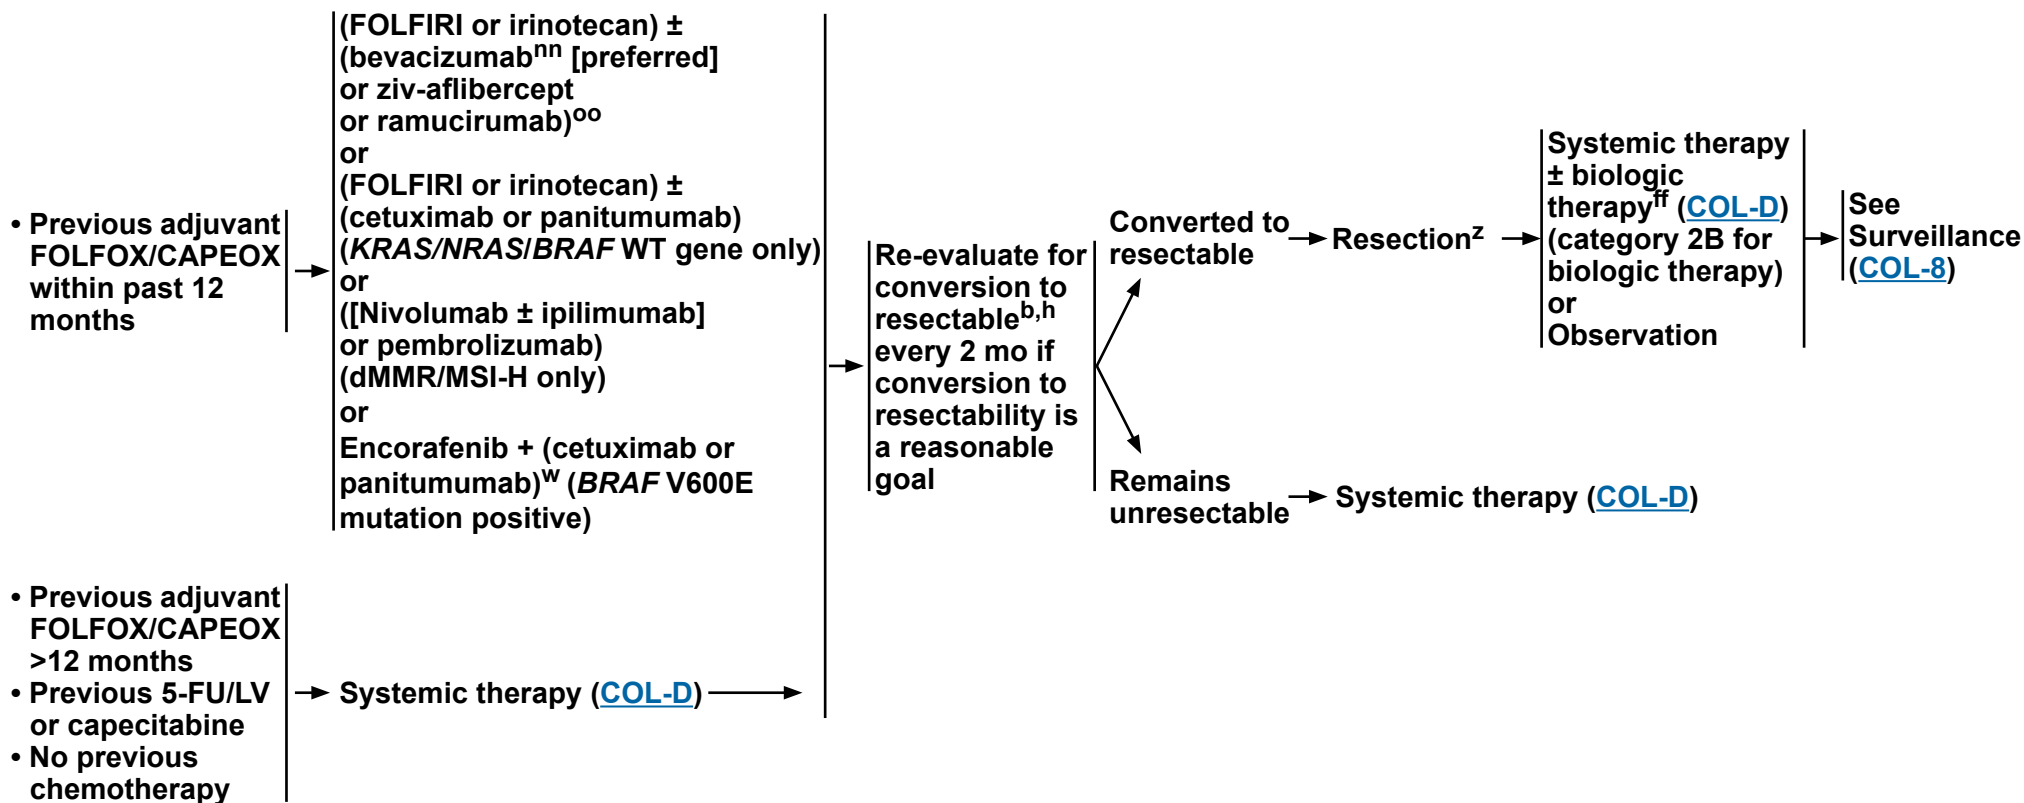 • Previous adjuvant
FOLFOX/CAPEOX
within past 12
months
(FOLFIRI or irinotecan) ±
(bevacizumabnn [preferred]
or ziv-aflibercept
or ramucirumab)oo
or
(FOLFIRI or irinotecan) ±
(cetuximab or panitumumab)
(KRAS/NRAS/BRAF WT gene only)
or
([Nivolumab ± ipilimumab]
or pembrolizumab)
(dMMR/MSI-H only)
or
Encorafenib + (cetuximab or
panitumumab)w (BRAF V600E
mutation positive)
• Previous adjuvant
FOLFOX/CAPEOX
>12 months
• Previous 5-FU/LV
or capecitabine
• No previous
chemotherapy
Systemic therapy (COL-D)
Re-evaluate for
conversion to
resectableb,h
every 2 mo if
conversion to
resectability is
a reasonable
goal
Converted to
resectable
Resectionz
Systemic therapy
± biologic
therapyff (COL-D)
(category 2B for
biologic therapy)
or
Observation
See
Surveillance
(COL-8)
Remains
unresectable
Systemic therapy (COL-D)